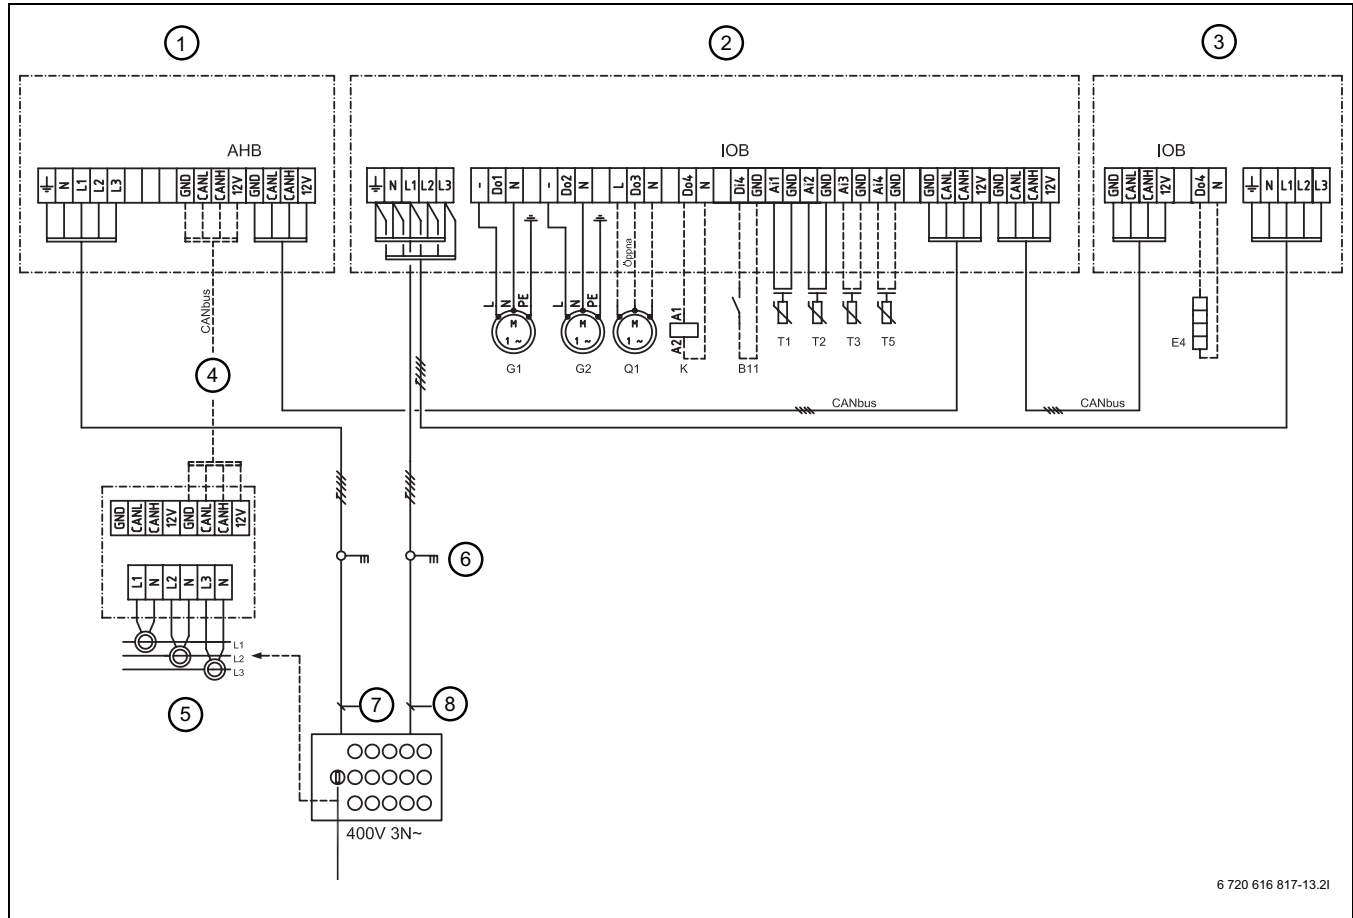 1
2
3
AHB
IOB
IOB
N L1 L2 L3 GND CANL CANH 12V GND CANL CANH 12V
N L1 L2 L3
- Do1 N - Do2 N L Do3 N Do4 N Di4 GND Ai1 GND Ai2 GND Ai3 GND Ai4 GND GND CANL CANH 12V GND CANL CANH 12V
GND CANL CANH 12V Do4 N
N L1 L2 L3
Öppna
CANbus
L N PE
L N PE
A1
A2
M
1 ~
M
1 ~
M
1 ~
G1
G2
Q1
K
B11
T1
T2
T3
T5
E4
4
CANbus
CANbus
GND CANL CANH 12V GND CANL CANH 12V
6
L1 N L2 N L3 N
L1
L2
L3
5
7
8
400V 3N~
6 720 616 817-13.2I